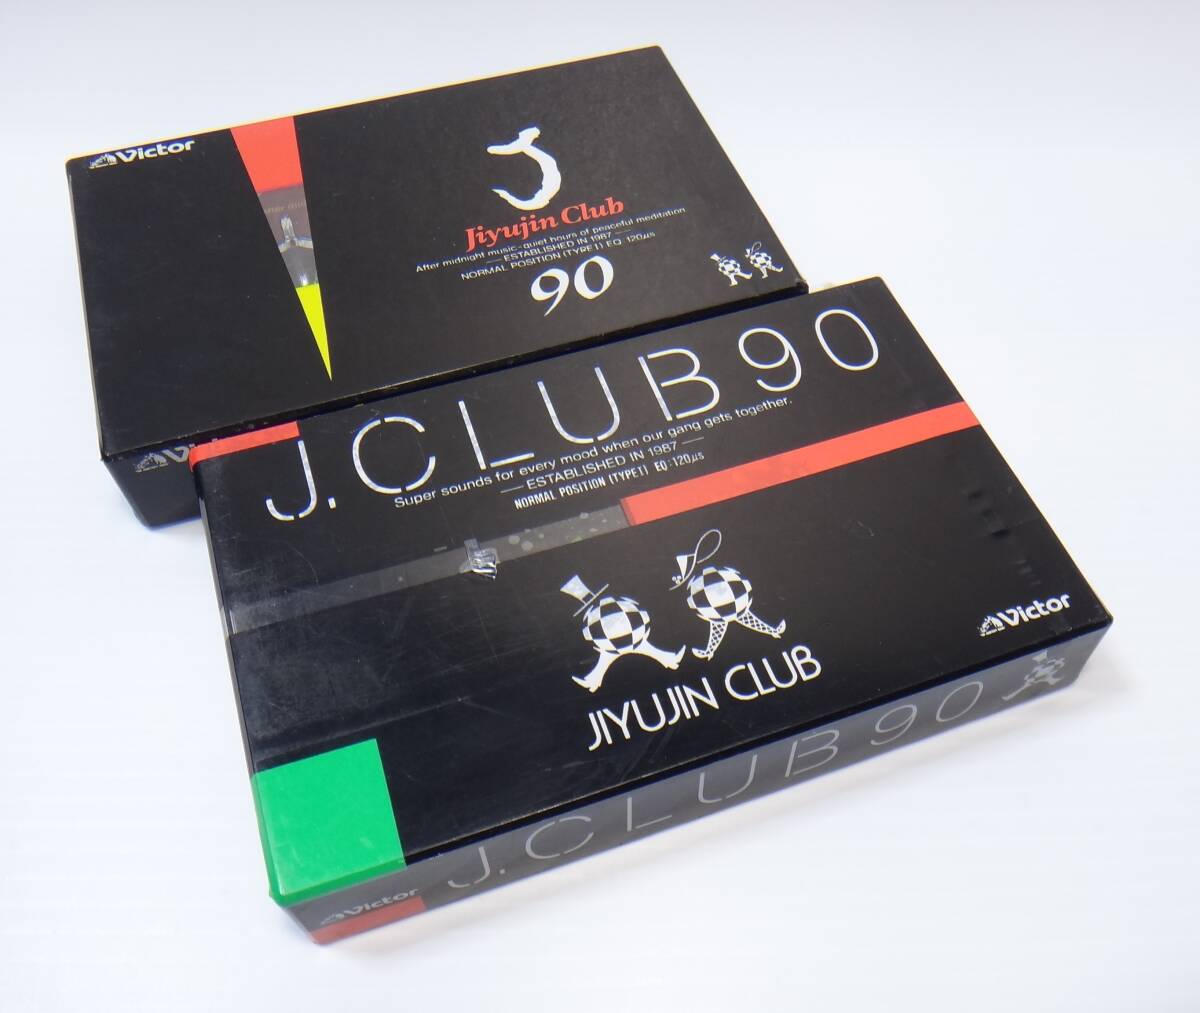 Victor
J
Jiyujin Club
After midnight music-quiet hours of peaceful meditation
ESTABLISHED IN 1987
NORMAL POSITION (TYPE I) EQ:120μs
90
J.CLUB 90
Super sounds for every mood when our gang gets together.
ESTABLISHED IN 1987
NORMAL POSITION (TYPE I) EQ:120μs
JIYUJIN CLUB
Victor
J.CLUB 90
Victor